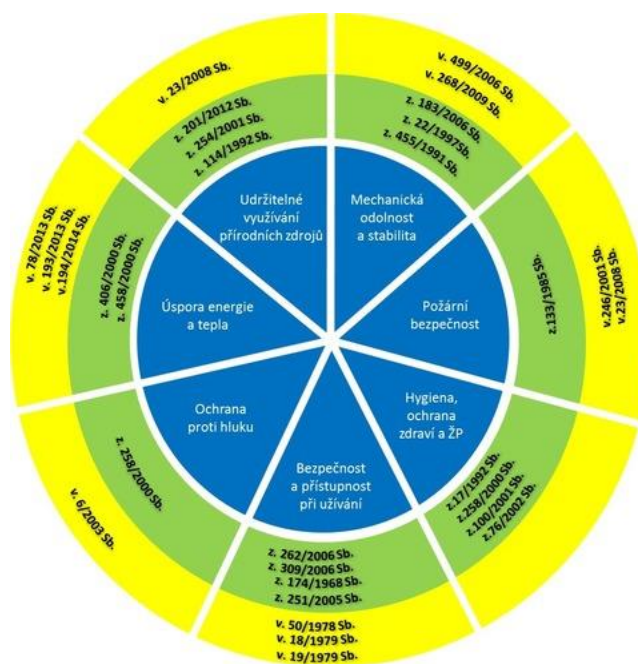 v. 23/2008 Sb.
z. 201/2012 Sb.
z. 254/2001 Sb.
z. 114/1992 Sb.
Udržitelné
využívání
přírodních zdrojů
v. 499/2006 Sb.
v. 268/2009 Sb.
z. 183/2006 Sb.
z. 22/1997Sb.
z. 455/1991 Sb.
Mechanická
odolnost
a stabilita
v.246/2001 Sb.
v.23/2008 Sb.
z.133/1985Sb.
Požární
bezpečnost
Hygiena,
ochrana
zdraví a ŽP
z.17/1992 Sb.
z.258/2000 Sb.
z.100/2001 Sb.
z.76/2002 Sb.
Bezpečnost
a přístupnost
při užívání
z. 262/2006 Sb.
z. 309/2006 Sb.
z. 174/1968 Sb.
z. 251/2005 Sb.
v. 50/1978 Sb.
v. 18/1979 Sb.
v. 19/1979 Sb.
Ochrana
proti hluku
z. 258/2000 Sb.
v. 6/2003 Sb.
Úspora energie
a tepla
z. 406/2000 Sb.
z. 458/2000 Sb.
v. 78/2013 Sb.
v. 193/2013 Sb.
v.194/2014 Sb.